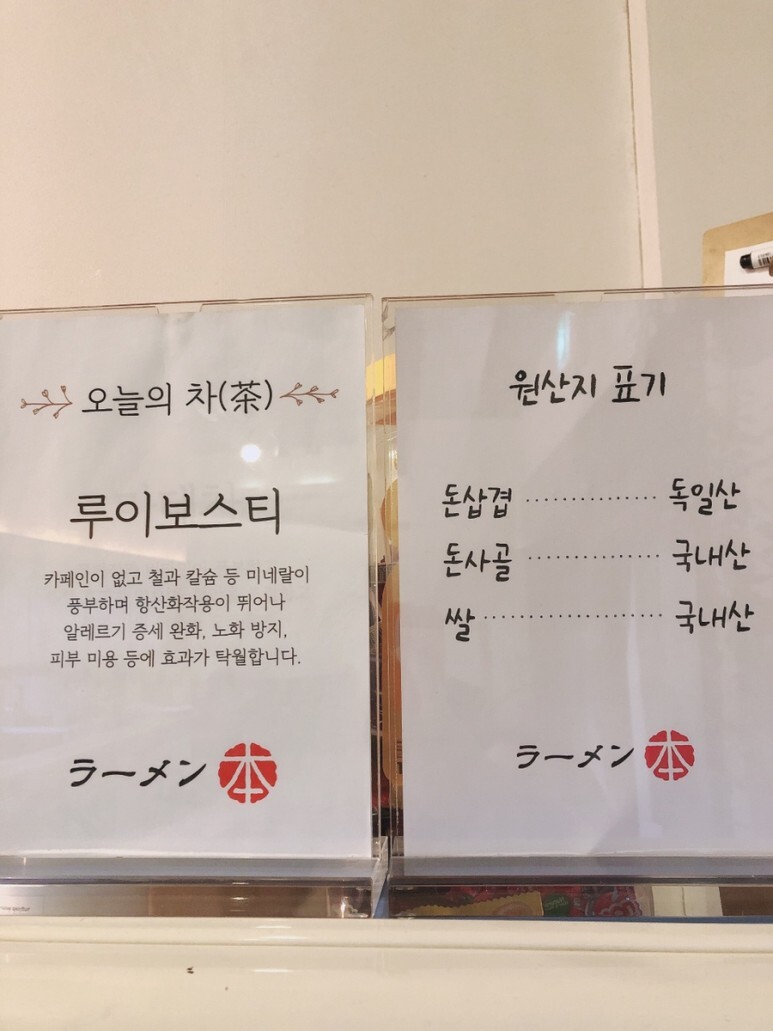 오늘의 차(茶)
루이보스티
카페인이 없고 철과 칼슘 등 미네랄이
풍부하며 항산화작용이 뛰어나
알레르기 증세 완화, 노화 방지,
피부 미용 등에 효과가 탁월합니다.
ラーメン 本
원산지 표기
돈삼겹 ··············· 독일산
돈사골 ··············· 국내산
쌀 ···················· 국내산
ラーメン 本